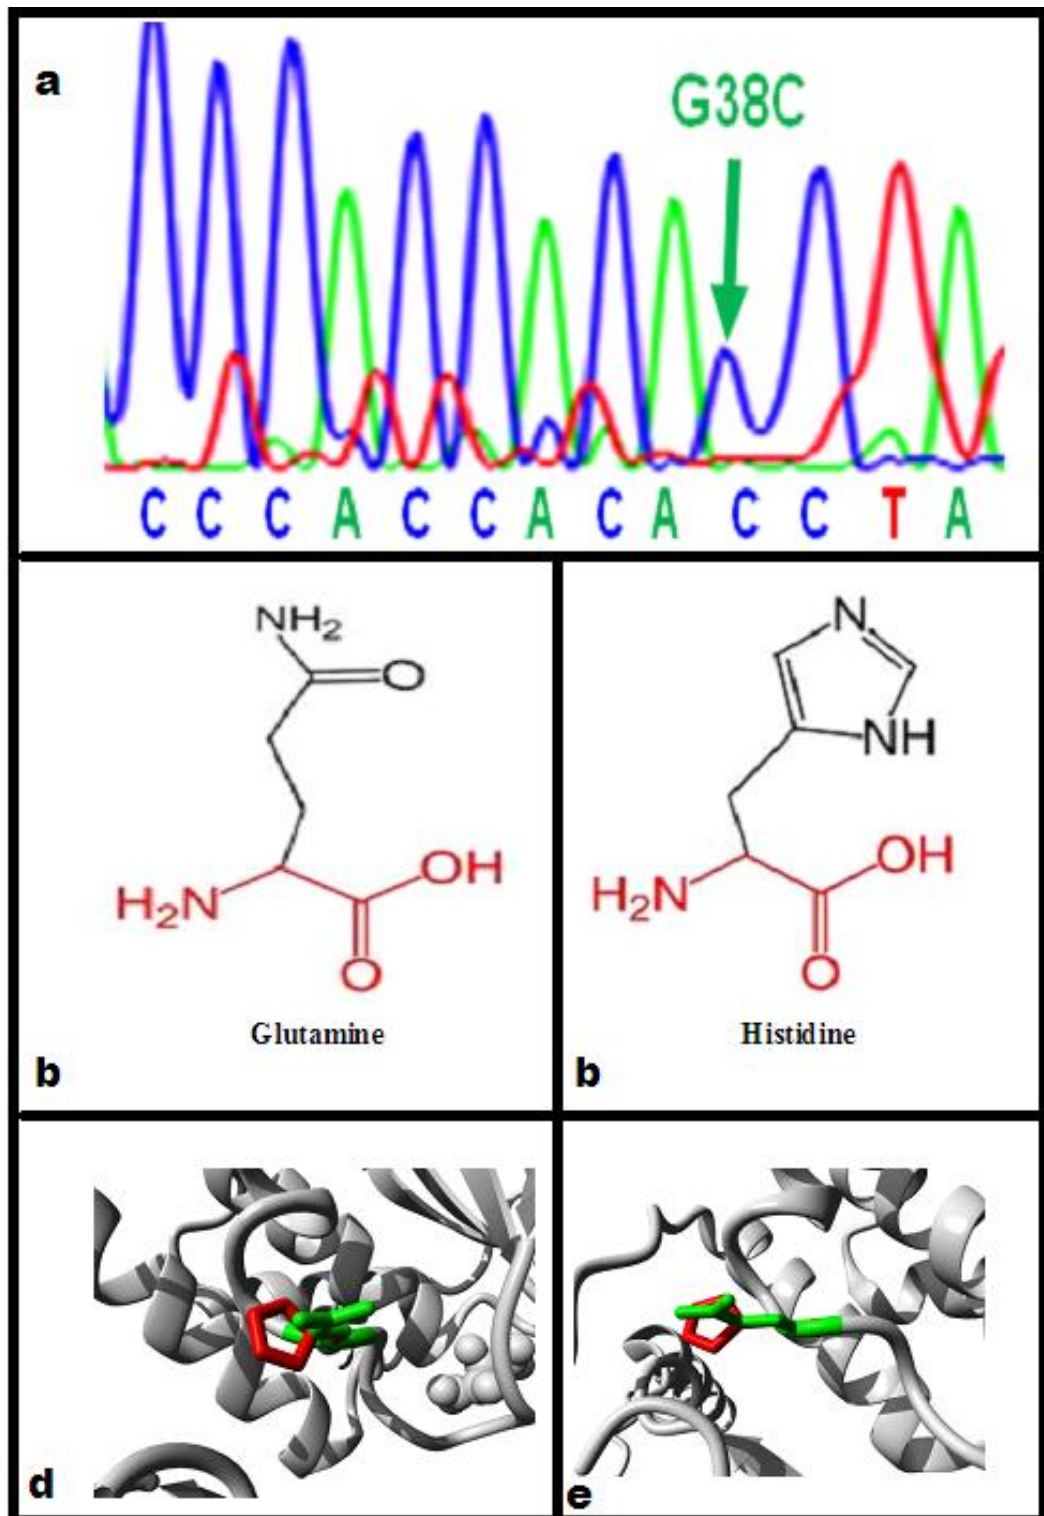 a
G38C
C C C A C C A C A C C T A
NH2
O
H2N
OH
O
Glutamine
b
N
NH
H2N
OH
O
Histidine
b
d
e